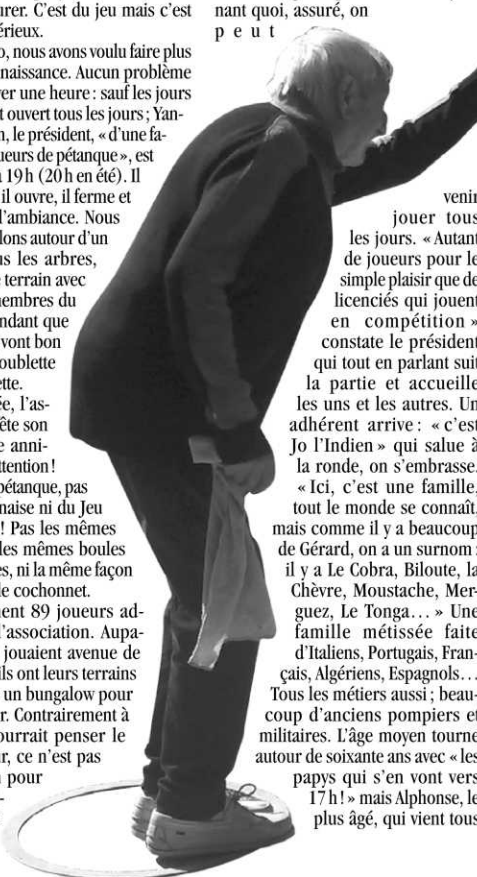 urer. C'est du jeu mais c'est
érieux.
o, nous avons voulu faire plus
naissance. Aucun problème
ver une heure : sauf les jours
t ouvert tous les jours ; Yan-
n, le président, « d'une fa-
ueurs de pétanque », est
à 19 h (20 h en été). Il
il ouvre, il ferme et
l'ambiance. Nous
lons autour d'un
us les arbres,
e terrain avec
membres du
ndant que
vont bon
oublette
ette.
ée, l'as-
ête son
e anni-
ttention !
pétanque, pas
naise ni du Jeu
! Pas les mêmes
les mêmes boules
es, ni la même façon
le cochonnet.
ment 89 joueurs ad-
l'association. Aupa-
jouaient avenue de
ils ont leurs terrains
un bungalow pour
r. Contrairement à
ourrait penser le
ur, ce n'est pas
n pour
-
nant quoi, assuré, on
peut
venir
jouer tous
les jours. « Autant
de joueurs pour le
simple plaisir que de
licenciés qui jouent
en compétition »
constate le président
qui tout en parlant suit
la partie et accueille
les uns et les autres. Un
adhérent arrive : « c'est
Jo l'Indien » qui salue à
la ronde, on s'embrasse.
« Ici, c'est une famille,
tout le monde se connaît,
mais comme il y a beaucoup
de Gérard, on a un surnom :
il y a Le Cobra, Biloute, la
Chèvre, Moustache, Mer-
guez, Le Tonga… » Une
famille métissée faite
d'Italiens, Portugais, Fran-
çais, Algériens, Espagnols…
Tous les métiers aussi ; beau-
coup d'anciens pompiers et
militaires. L'âge moyen tourne
autour de soixante ans avec « les
papys qui s'en vont vers
17 h ! » mais Alphonse, le
plus âgé, qui vient tous